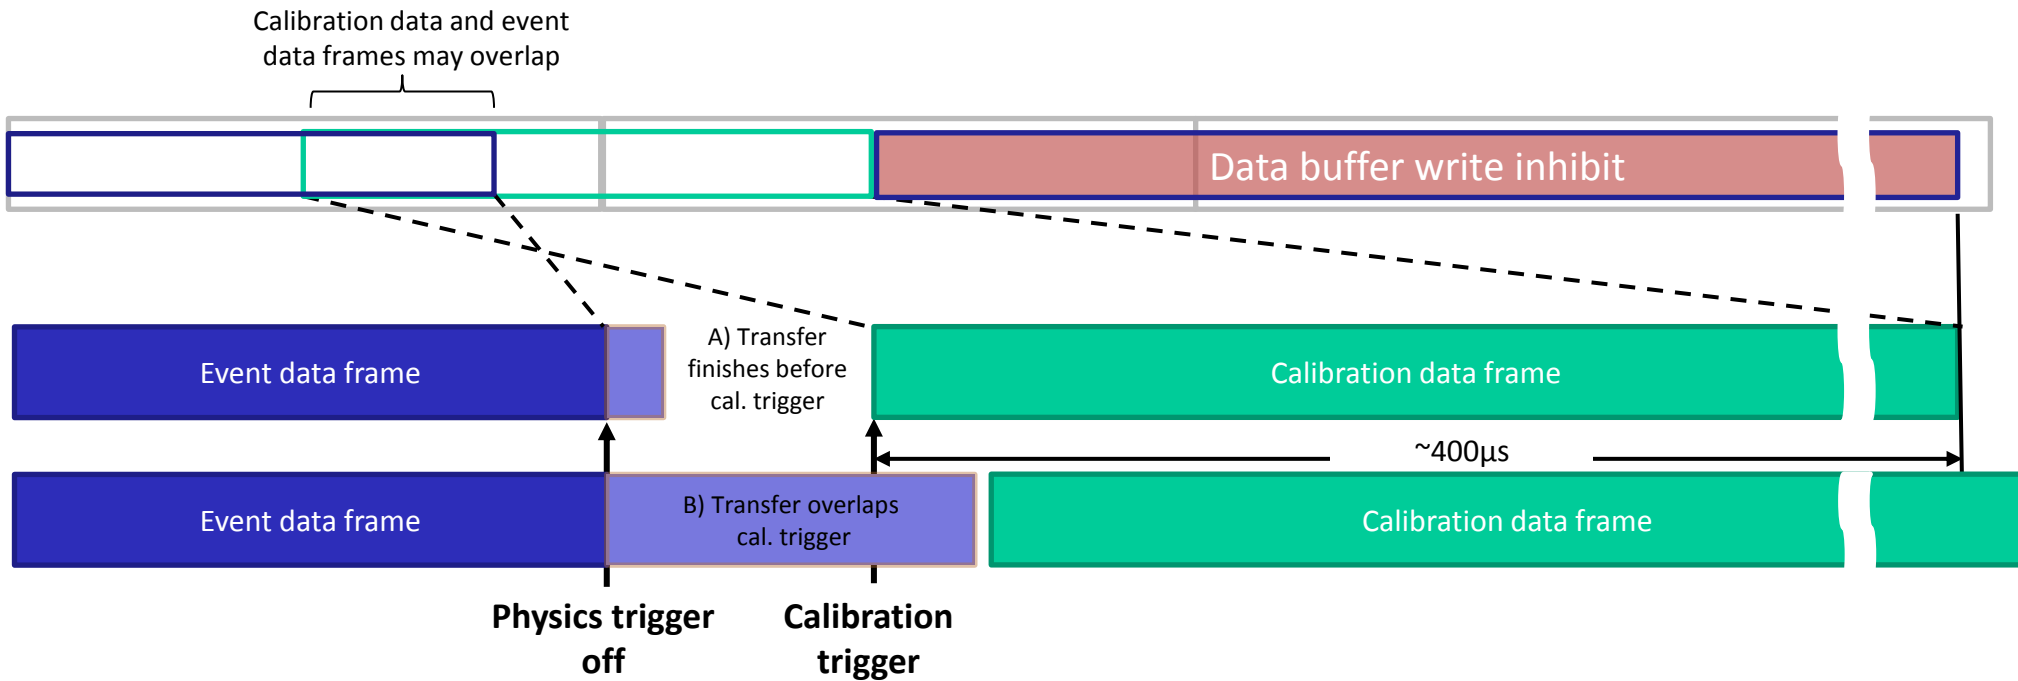 Calibration data and event
data frames may overlap
Data buffer write inhibit
Event data frame
A) Transfer
finishes before
cal. trigger
Calibration data frame
~400µs
Event data frame
B) Transfer overlaps
cal. trigger
Calibration data frame
Physics trigger
off
Calibration
trigger